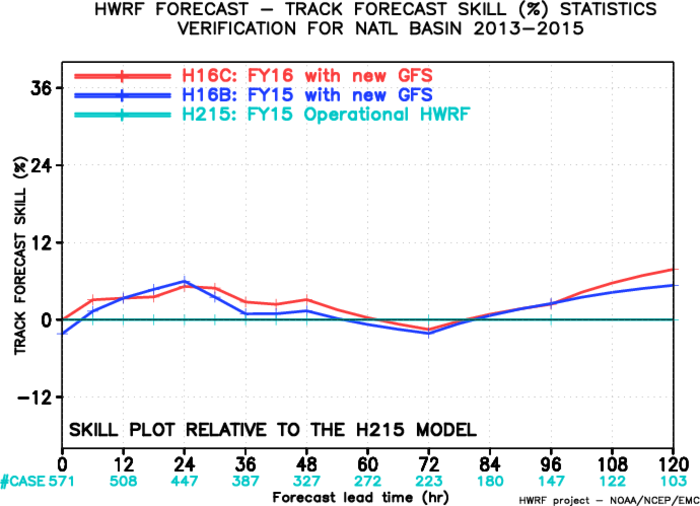 HWRF FORECAST – TRACK FORECAST SKILL (%) STATISTICS
VERIFICATION FOR NATL BASIN 2013–2015
H16C: FY16 with new GFS
H16B: FY15 with new GFS
H215: FY15 Operational HWRF
TRACK FORECAST SKILL (%)
36
24
12
0
−12
SKILL PLOT RELATIVE TO THE H215 MODEL
0 12 24 36 48 60 72 84 96 108 120
#CASE 571 508 447 387 327 272 223 180 147 122 103
Forecast lead time (hr)
HWRF project – NOAA/NCEP/EMC